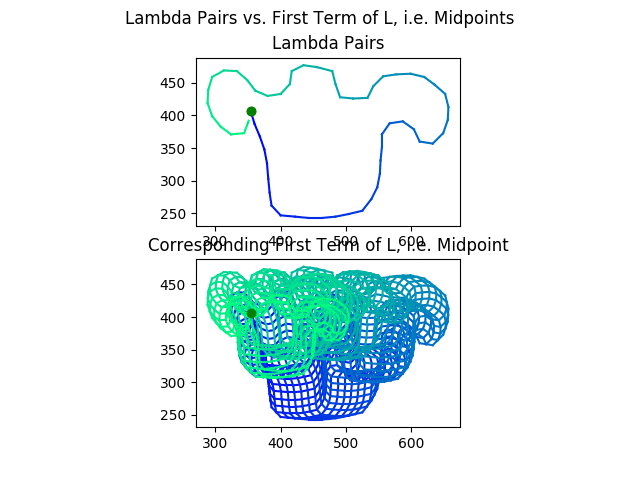 Lambda Pairs vs. First Term of L, i.e. Midpoints
Lambda Pairs
450
400
350
300
250
300 400 500 600
Corresponding First Term of L, i.e. Midpoint
450
400
350
300
250
300 400 500 600